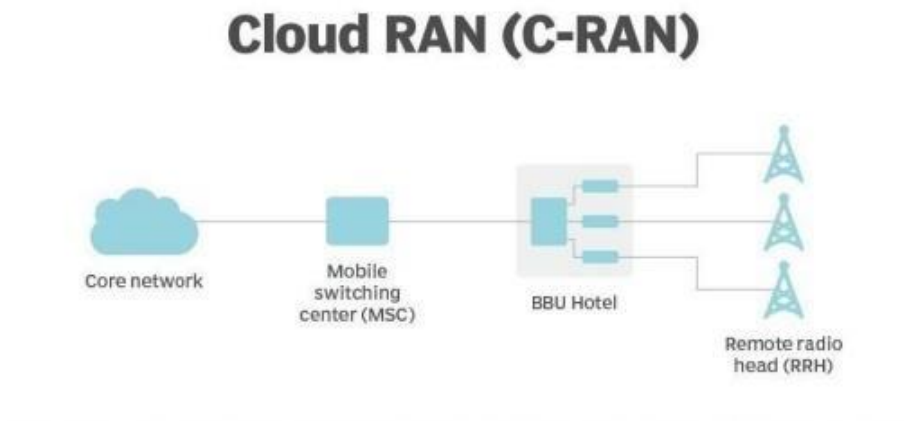 Cloud RAN (C-RAN)
Core network
Mobile
switching
center (MSC)
BBU Hotel
Remote radio
head (RRH)